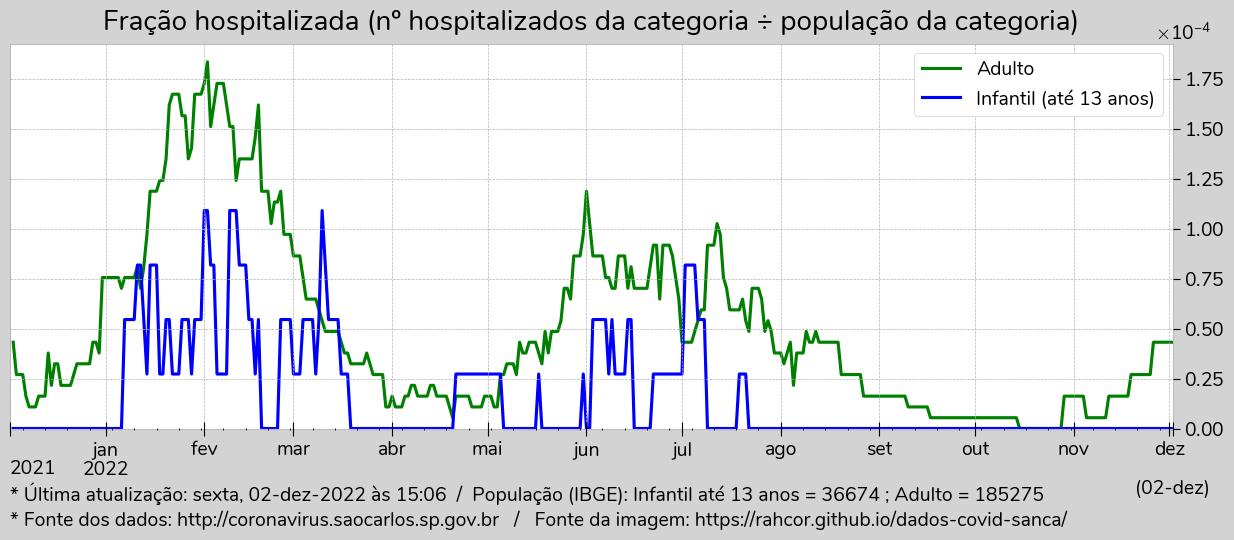 Fração hospitalizada (nº hospitalizados da categoria ÷ população da categoria)
×10⁻⁴
Adulto
Infantil (até 13 anos)
1.75
1.50
1.25
1.00
0.75
0.50
0.25
0.00
jan fev mar abr mai jun jul ago set out nov dez
2021 2022
(02-dez)
* Última atualização: sexta, 02-dez-2022 às 15:06 / População (IBGE): Infantil até 13 anos = 36674 ; Adulto = 185275
* Fonte dos dados: http://coronavirus.saocarlos.sp.gov.br / Fonte da imagem: https://rahcor.github.io/dados-covid-sanca/